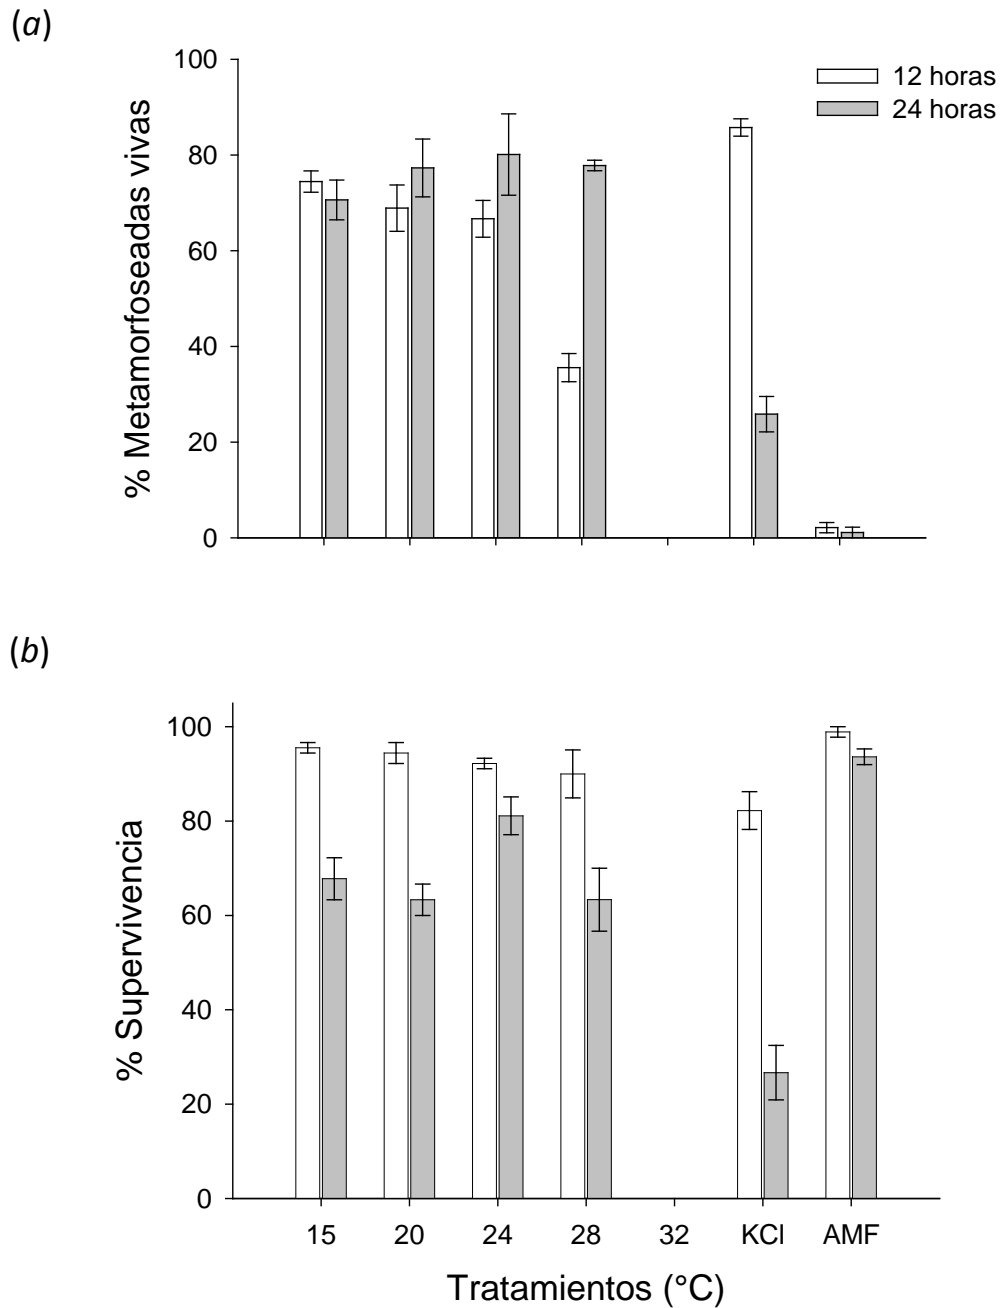 (a)
100
80
60
40
20
0
% Metamorfoseadas vivas
12 horas
24 horas
(b)
100
80
60
40
20
0
% Supervivencia
15 20 24 28 32 KCl AMF
Tratamientos (°C)